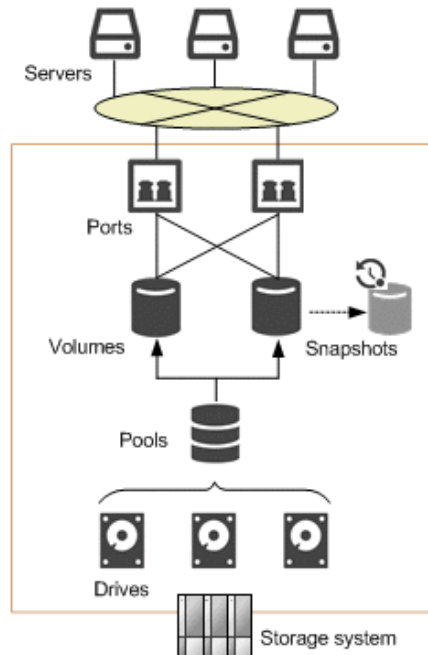 Servers
Ports
Volumes
Snapshots
Pools
Drives
Storage system